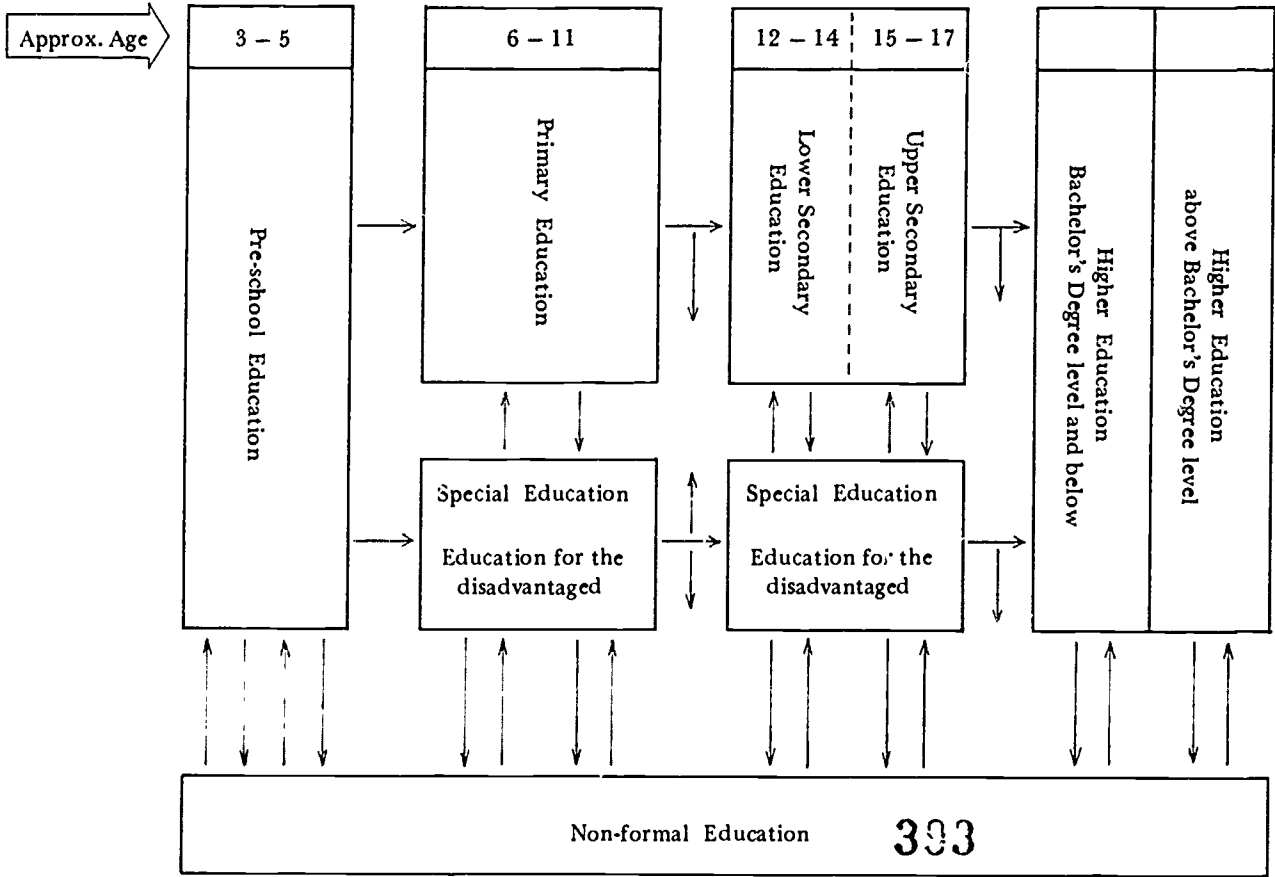 Approx. Age
3 – 5
6 – 11
12 – 14
15 – 17
Pre-school Education
Primary Education
Lower Secondary
Education
Upper Secondary
Education
Higher Education
Bachelor's Degree level and below
Higher Education
above Bachelor's Degree level
Special Education
Education for the
disadvantaged
Special Education
Education for the
disadvantaged
Non-formal Education
393